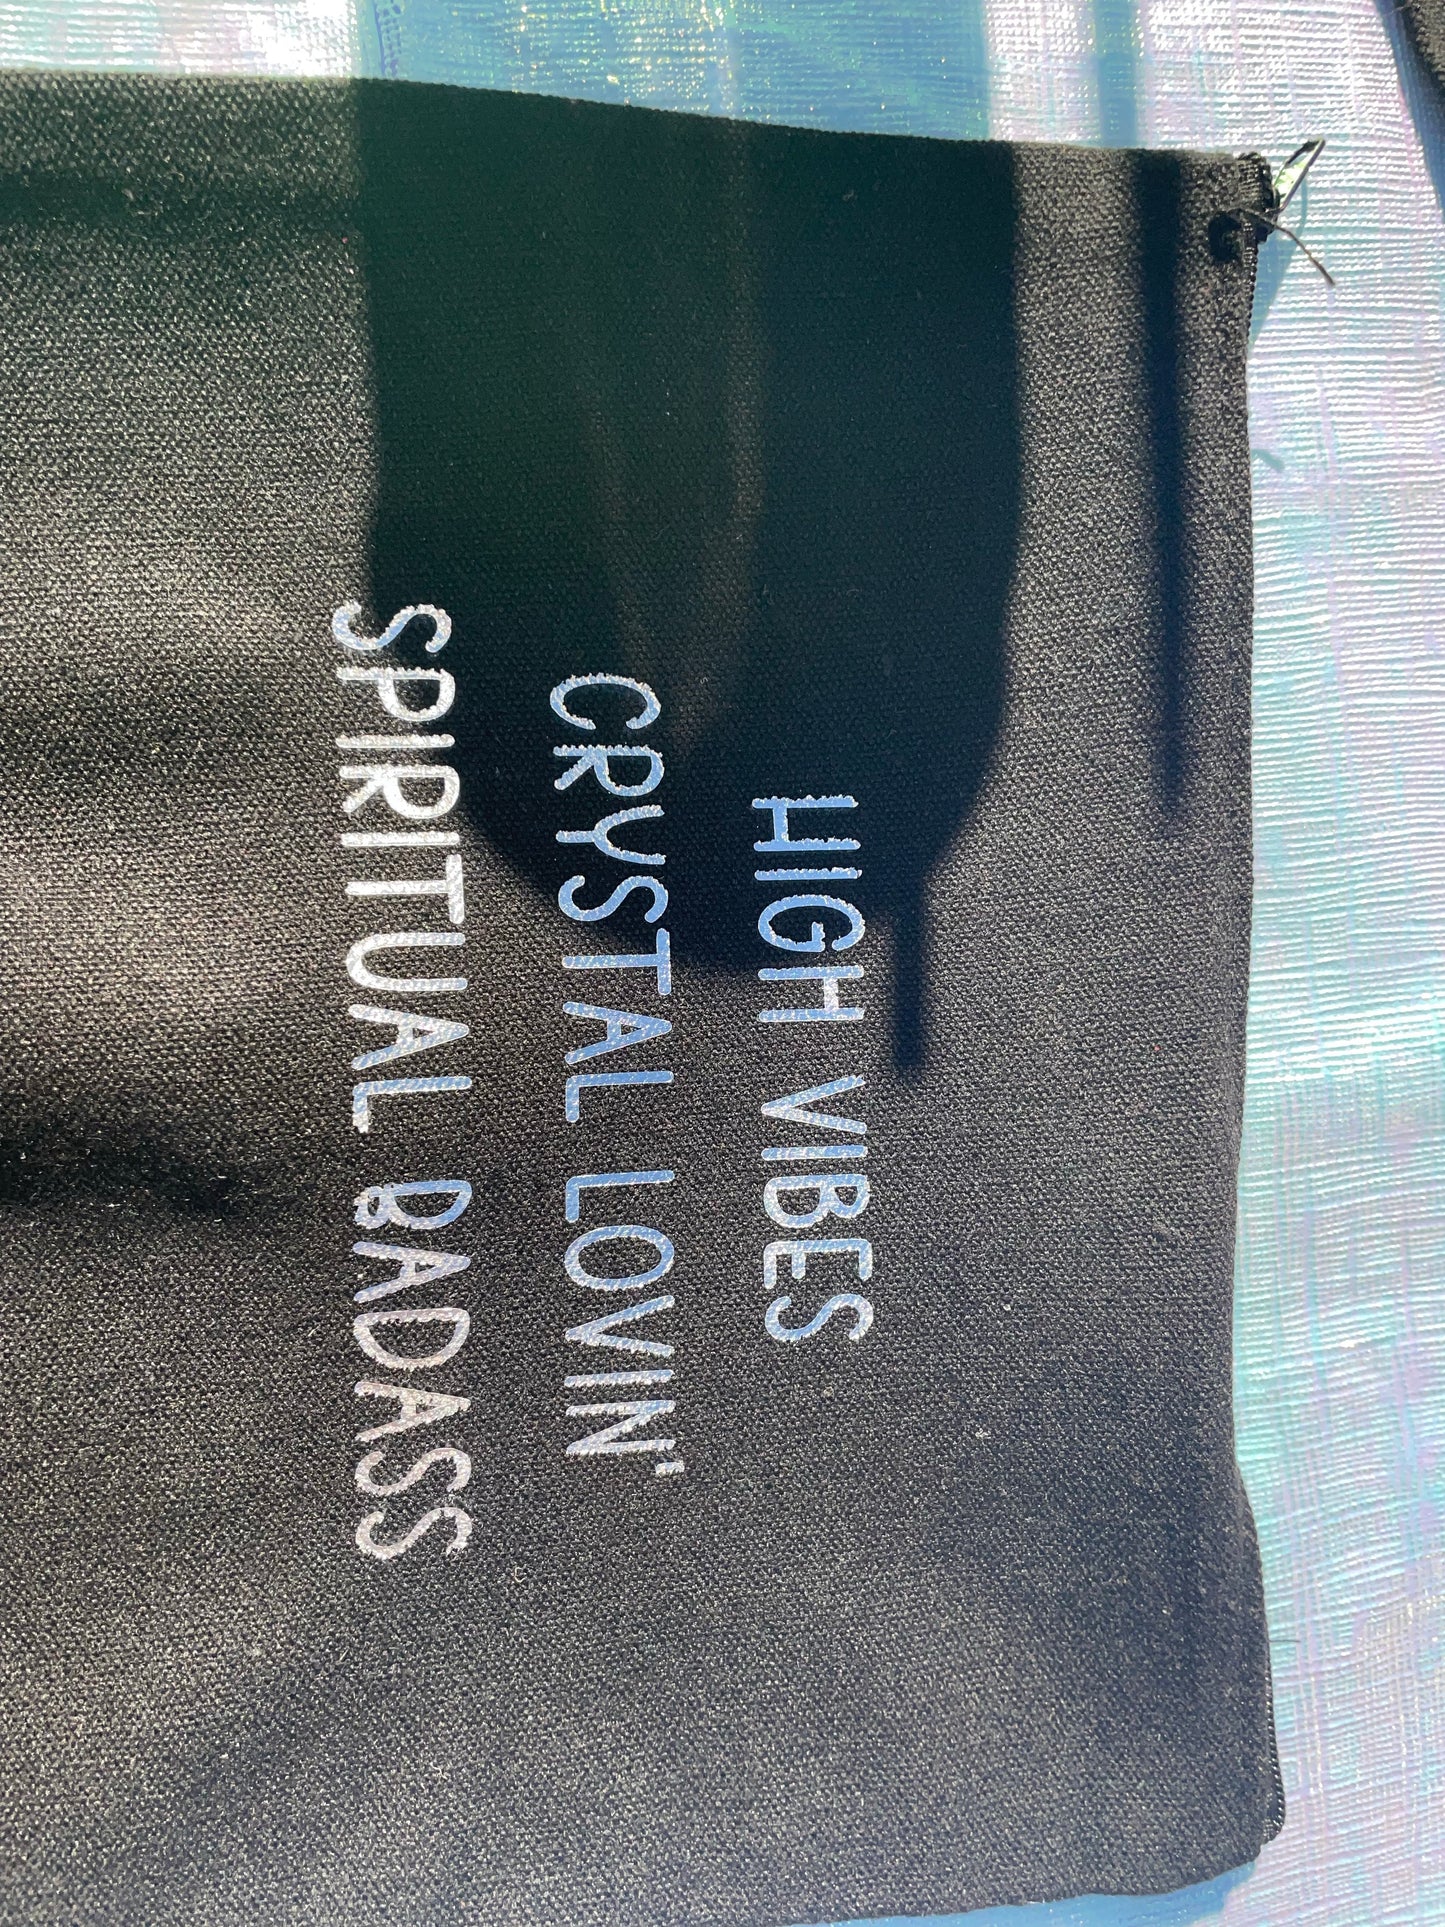 HIGH VIBES
CRYSTAL LOVIN'
SPIRITUAL BADASS